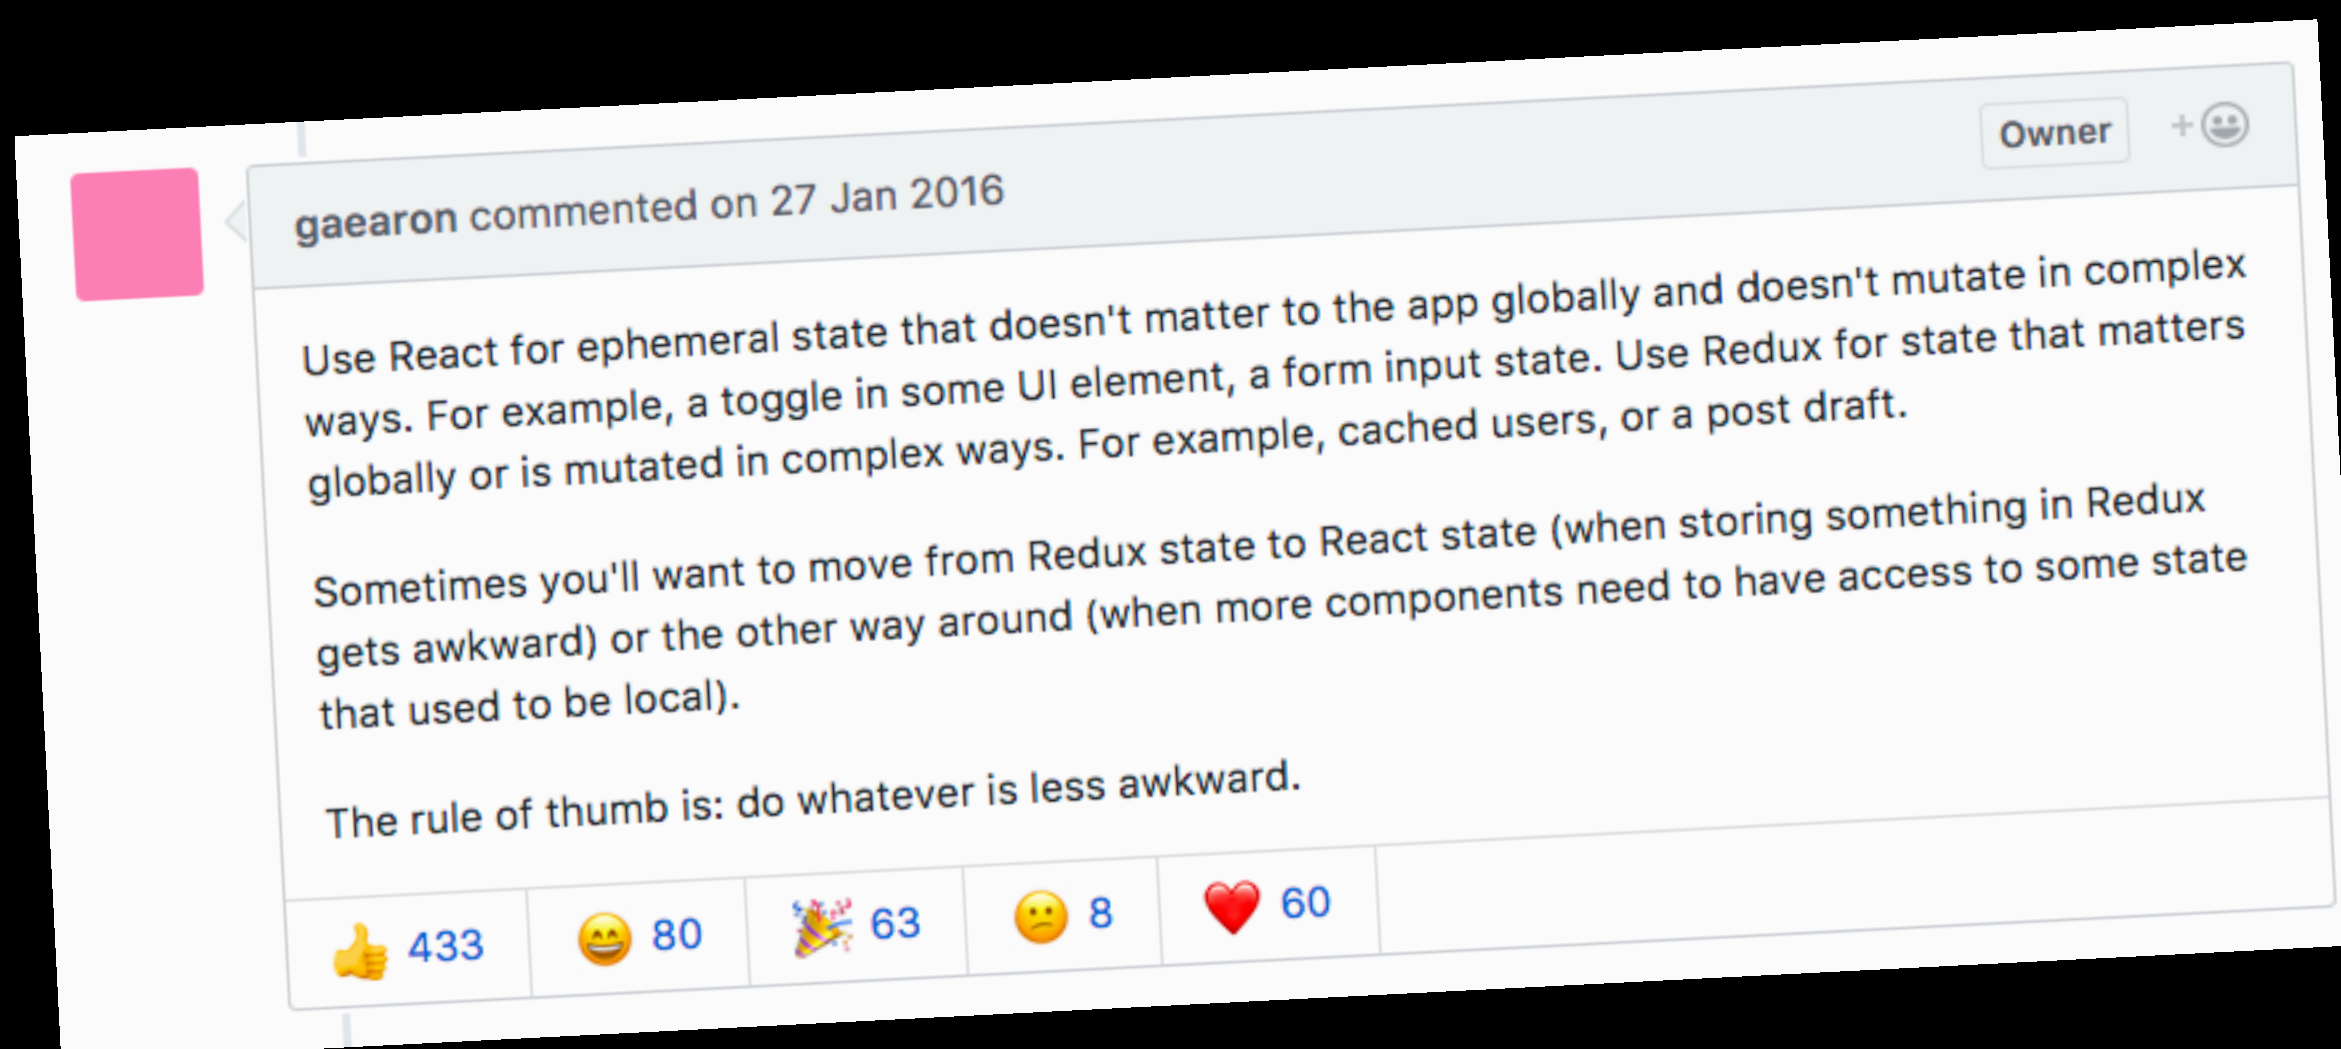 gaearon commented on 27 Jan 2016
Owner
Use React for ephemeral state that doesn't matter to the app globally and doesn't mutate in complex
ways. For example, a toggle in some UI element, a form input state. Use Redux for state that matters
globally or is mutated in complex ways. For example, cached users, or a post draft.
Sometimes you'll want to move from Redux state to React state (when storing something in Redux
gets awkward) or the other way around (when more components need to have access to some state
that used to be local).
The rule of thumb is: do whatever is less awkward.
👍 433 😄 80 🎉 63 😕 8 ❤️ 60